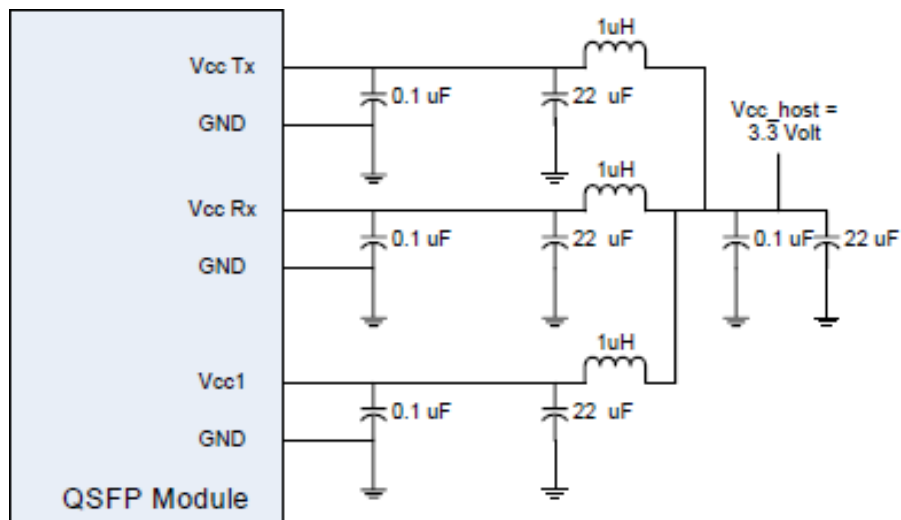 1uH
Vcc Tx
0.1 uF
22 uF
GND
Vcc_host =
3.3 Volt
1uH
Vcc Rx
0.1 uF
22 uF
0.1 uF
22 uF
GND
1uH
Vcc1
0.1 uF
22 uF
GND
QSFP Module